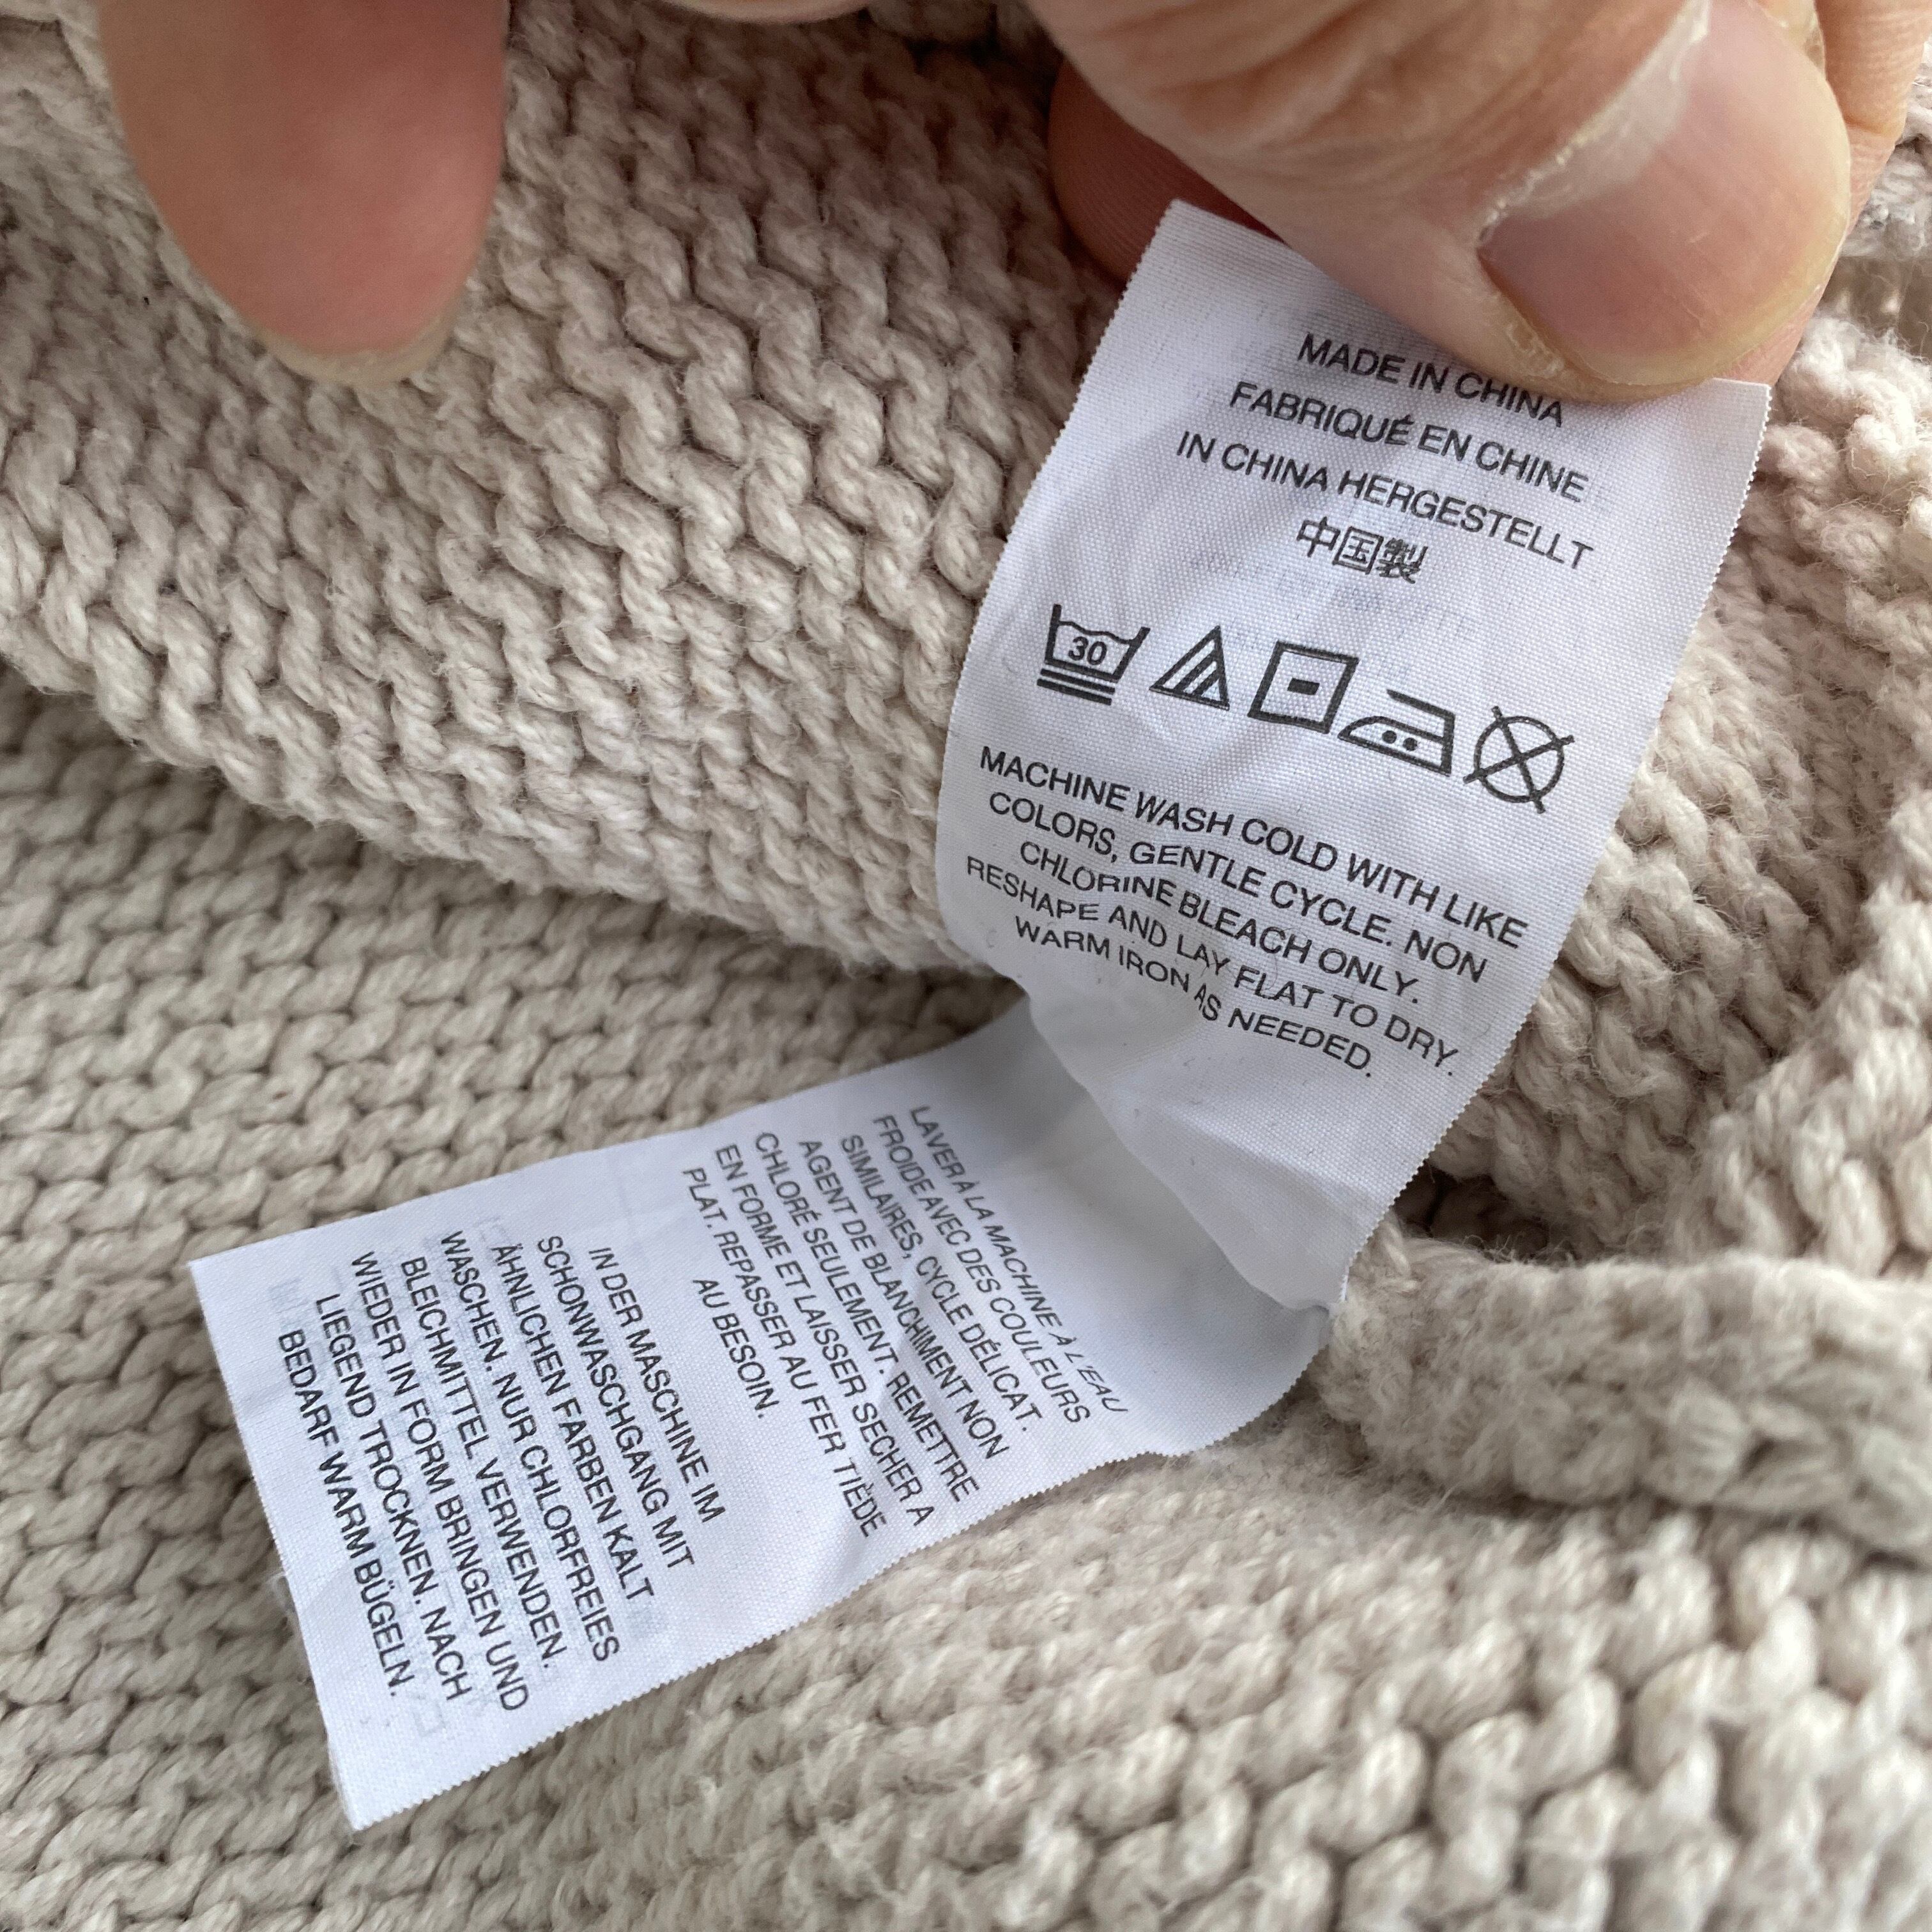 MADE IN CHINA
FABRIQUÉ EN CHINE
IN CHINA HERGESTELLT
中国製
30
MACHINE WASH COLD WITH LIKE
COLORS, GENTLE CYCLE. NON
CHLORINE BLEACH ONLY.
RESHAPE AND LAY FLAT TO DRY.
WARM IRON AS NEEDED.
LAVER À LA MACHINE À L'EAU
FROIDE AVEC DES COULEURS
SIMILAIRES, CYCLE DÉLICAT.
AGENT DE BLANCHIMENT NON
CHLORÉ SEULEMENT. REMETTRE
EN FORME ET LAISSER SECHER A
PLAT. REPASSER AU FER TIÈDE
AU BESOIN.
IN DER MASCHINE IM
SCHONWASCHGANG MIT
ÄHNLICHEN FARBEN KALT
WASCHEN. NUR CHLORFREIES
BLEICHMITTEL VERWENDEN.
WIEDER IN FORM BRINGEN UND
LIEGEND TROCKNEN. NACH
BEDARF WARM BÜGELN.